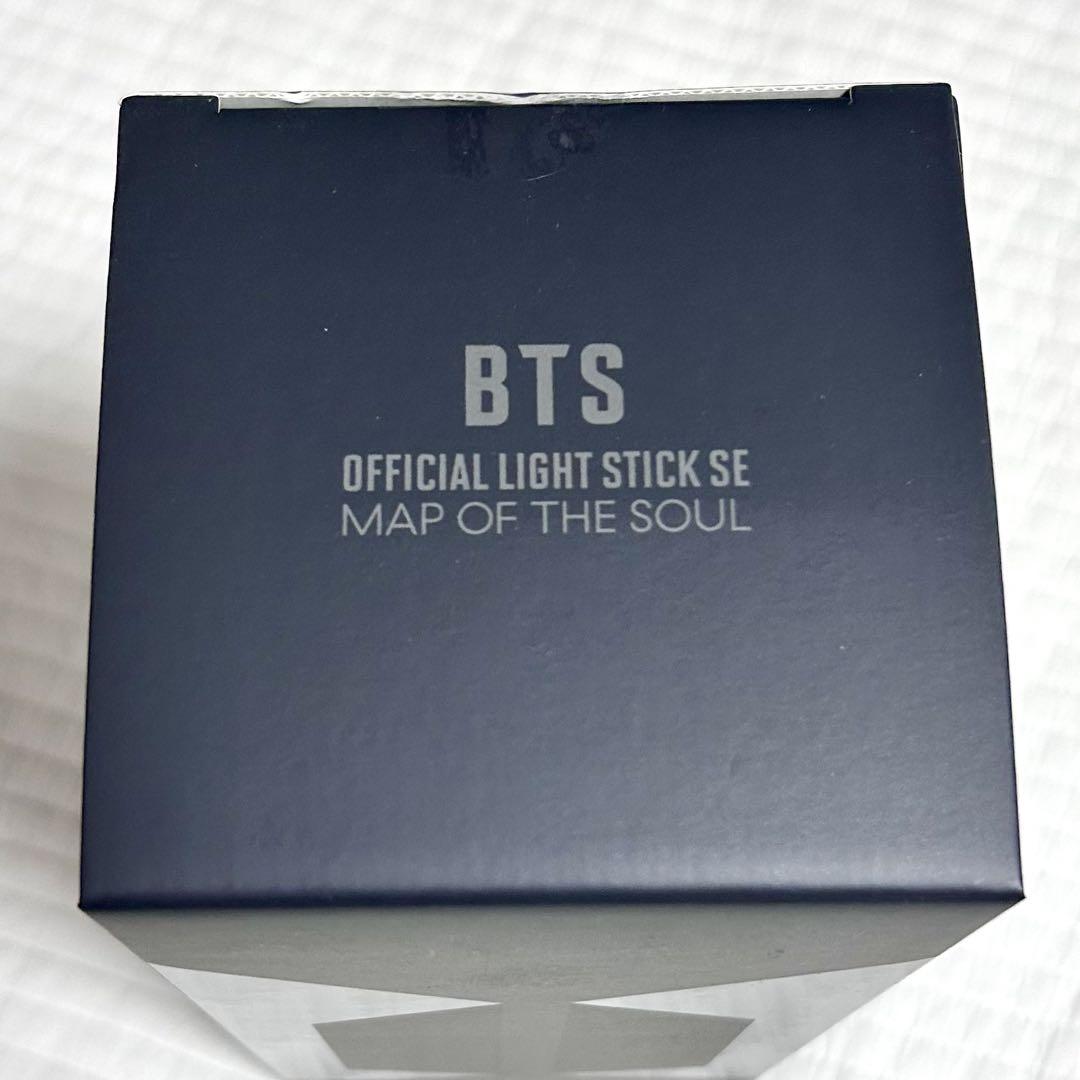 BTS
OFFICIAL LIGHT STICK SE
MAP OF THE SOUL